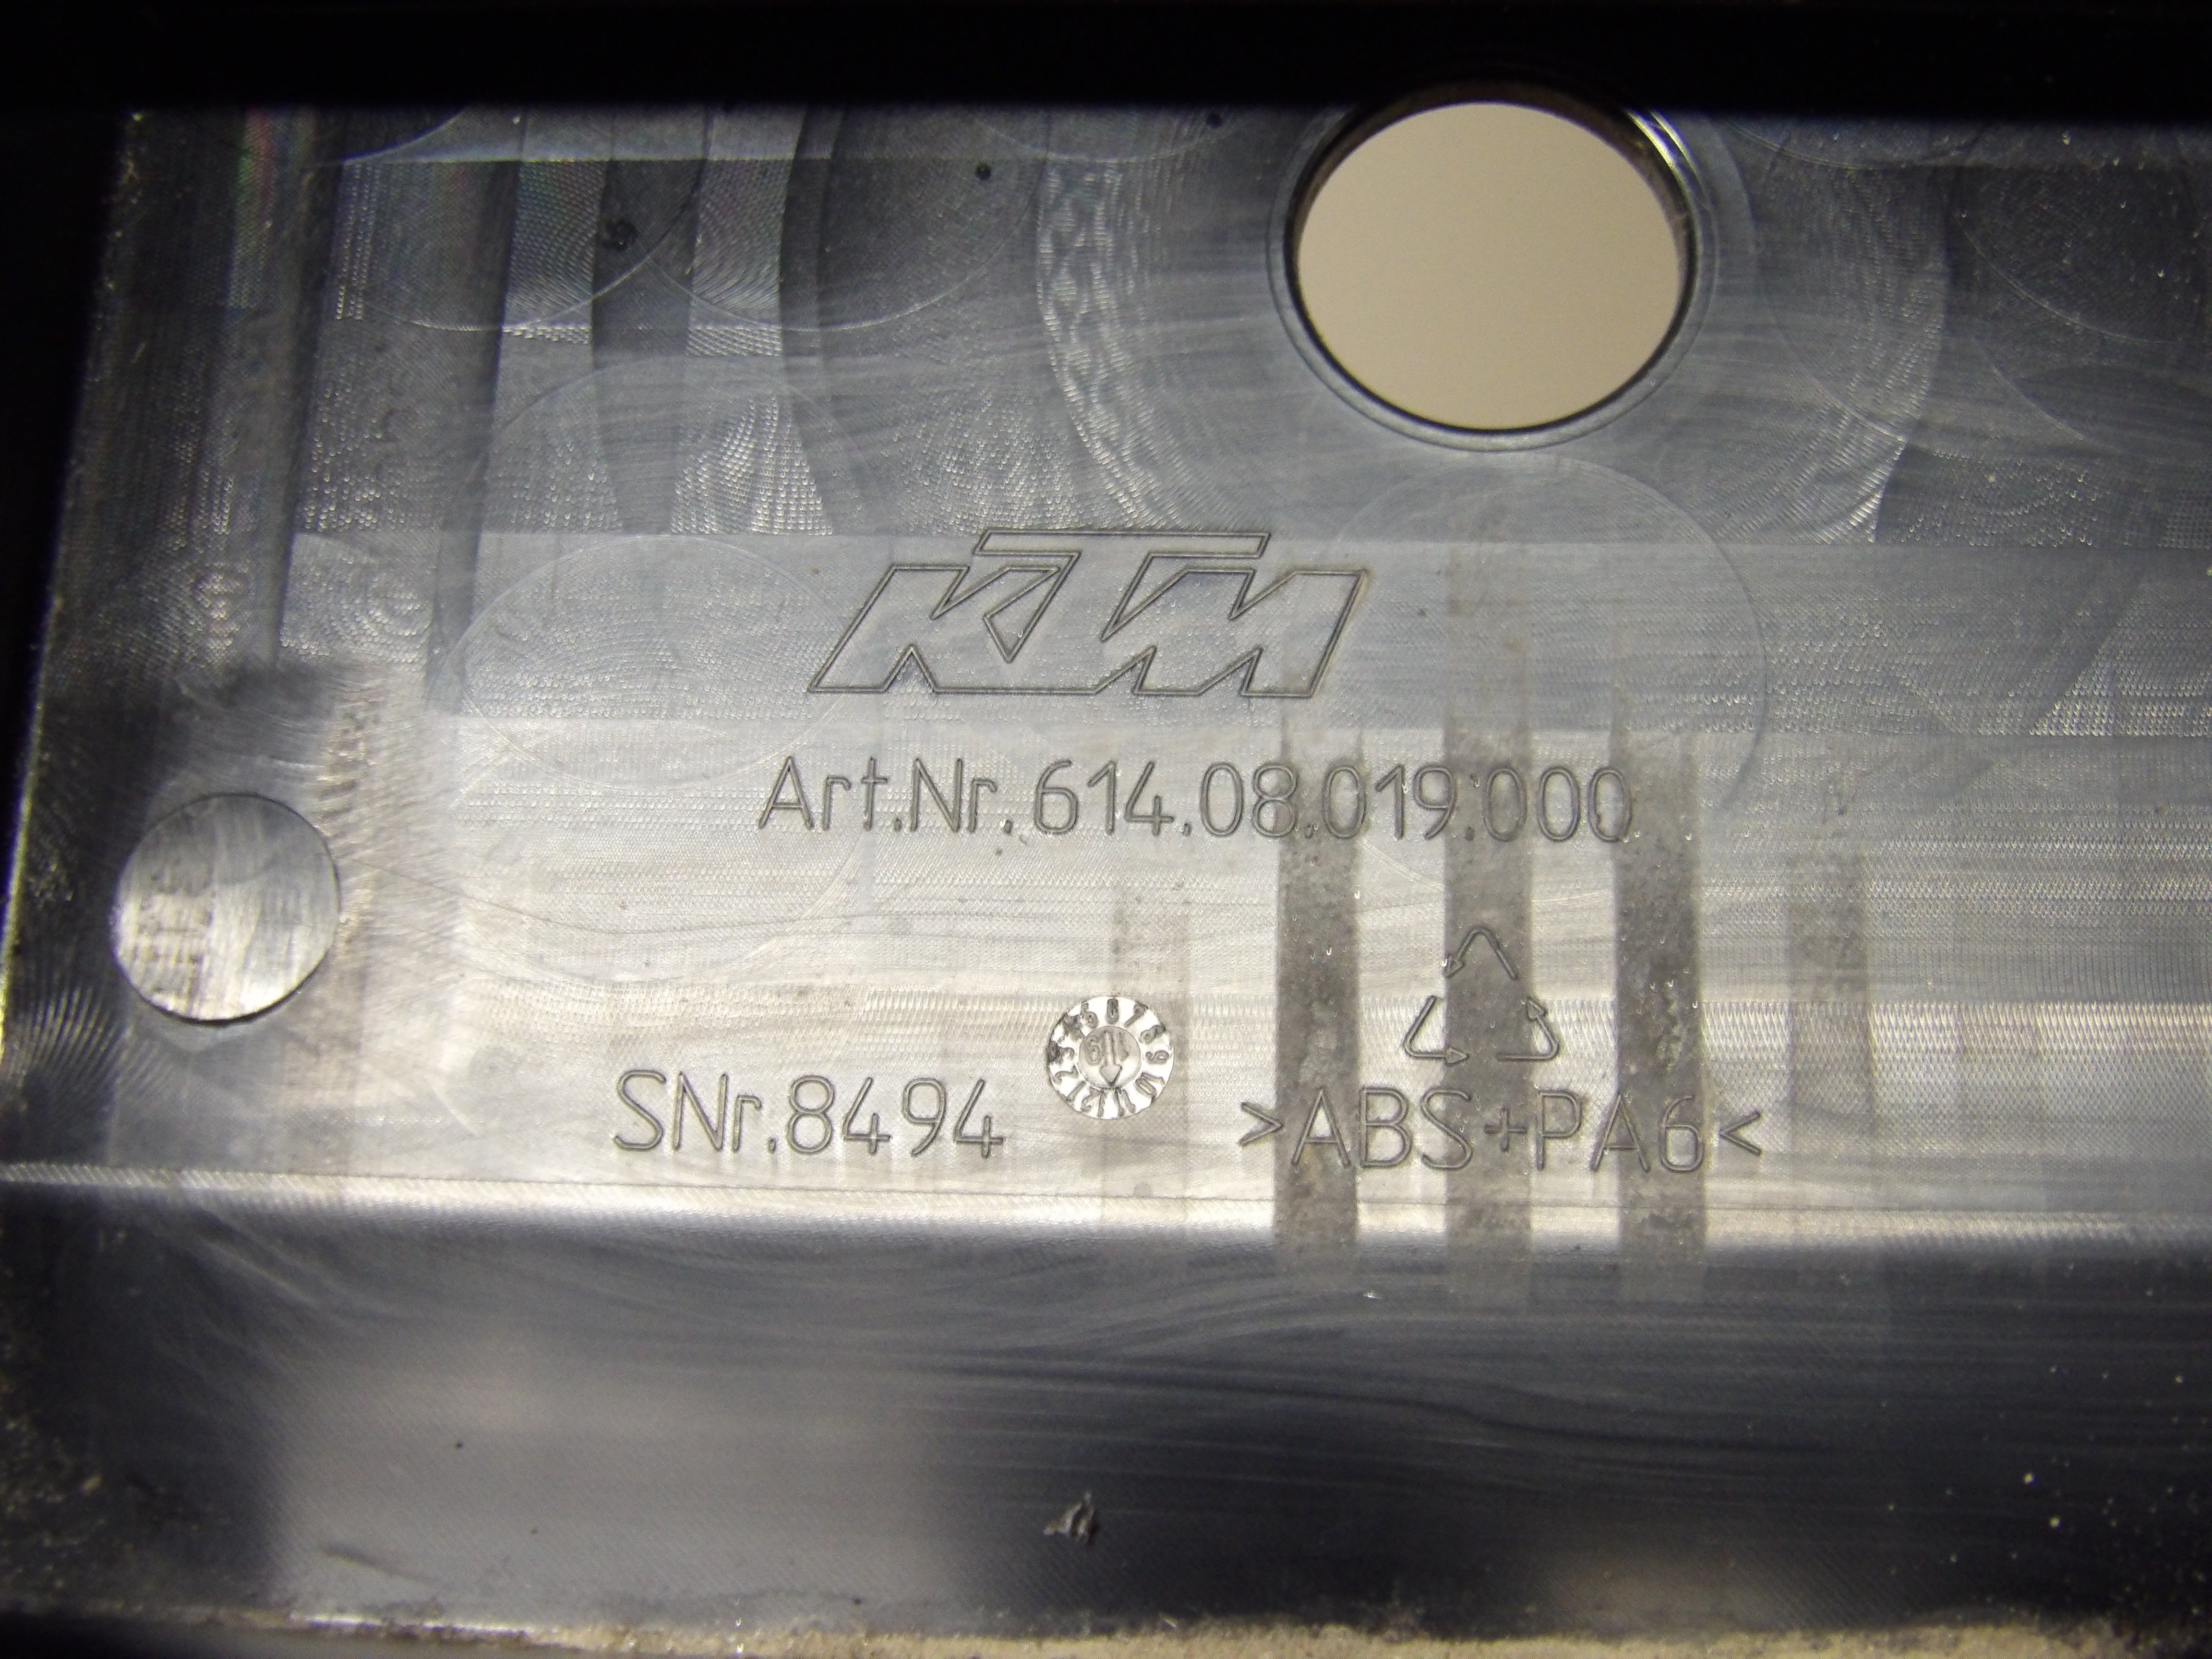 KTM
Art.Nr.614.08.019.000
SNr.8494
>ABS+PA6<